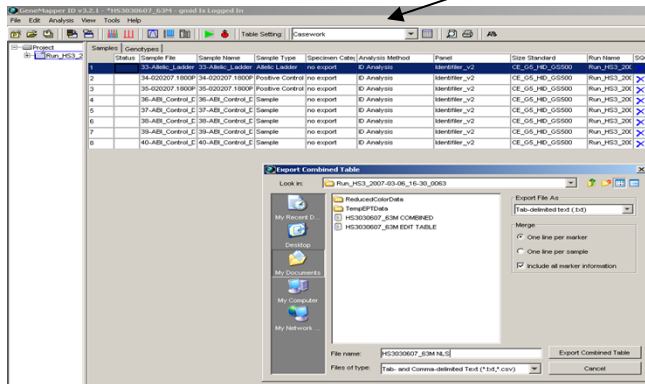 GeneMapper ID v3.2.1 - *HS3030607_63M - gmid Is Logged In
File Edit Analysis View Tools Help
Table Setting: Casework
Project
Run_HS3_2
Samples Genotypes
Status Sample File Sample Name Sample Type Specimen Cate Analysis Method Panel Size Standard Run Name SQ
1 33-Allelic_Ladder 33-Allelic_Ladder Allelic Ladder no export ID Analysis Identifiler_v2 CE_G5_HID_GS500 Run_HS3_200
2 34-020207.1800P 34-020207.1800P Positive Control no export ID Analysis Identifiler_v2 CE_G5_HID_GS500 Run_HS3_200
3 35-020207.1800P 35-020207.1800P Positive Control no export ID Analysis Identifiler_v2 CE_G5_HID_GS500 Run_HS3_200
4 36-ABI_Control_D 36-ABI_Control_D Sample no export ID Analysis Identifiler_v2 CE_G5_HID_GS500 Run_HS3_200
5 37-ABI_Control_D 37-ABI_Control_D Sample no export ID Analysis Identifiler_v2 CE_G5_HID_GS500 Run_HS3_200
6 38-ABI_Control_D 38-ABI_Control_D Sample no export ID Analysis Identifiler_v2 CE_G5_HID_GS500 Run_HS3_200
7 39-ABI_Control_D 39-ABI_Control_D Sample no export ID Analysis Identifiler_v2 CE_G5_HID_GS500 Run_HS3_200
8 40-ABI_Control_D 40-ABI_Control_D Sample no export ID Analysis Identifiler_v2 CE_G5_HID_GS500 Run_HS3_200
Export Combined Table
Look in: Run_HS3_2007-03-06_16-30_0063
My Recent D...
Desktop
My Documents
My Computer
My Network ...
ReducedColorData
TempEPTData
HS3030607_63M COMBINED
HS3030607_63M EDIT TABLE
Export File As
Tab-delimited text (.txt)
Merge
One line per marker
One line per sample
Include all marker information
File name: HS3030607_63M NLS
Export Combined Table
Files of type: Tab- and Comma-delimited Text (*.txt,*.csv)
Cancel